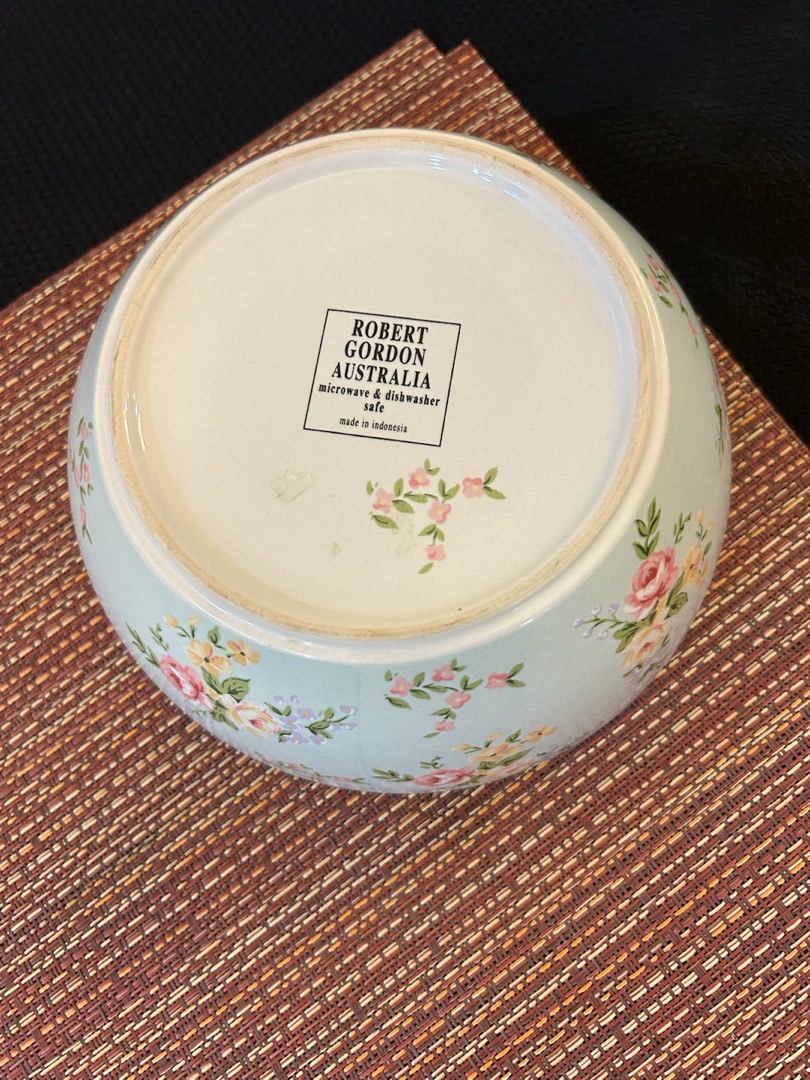 ROBERT
GORDON
AUSTRALIA
microwave & dishwasher
safe
made in indonesia